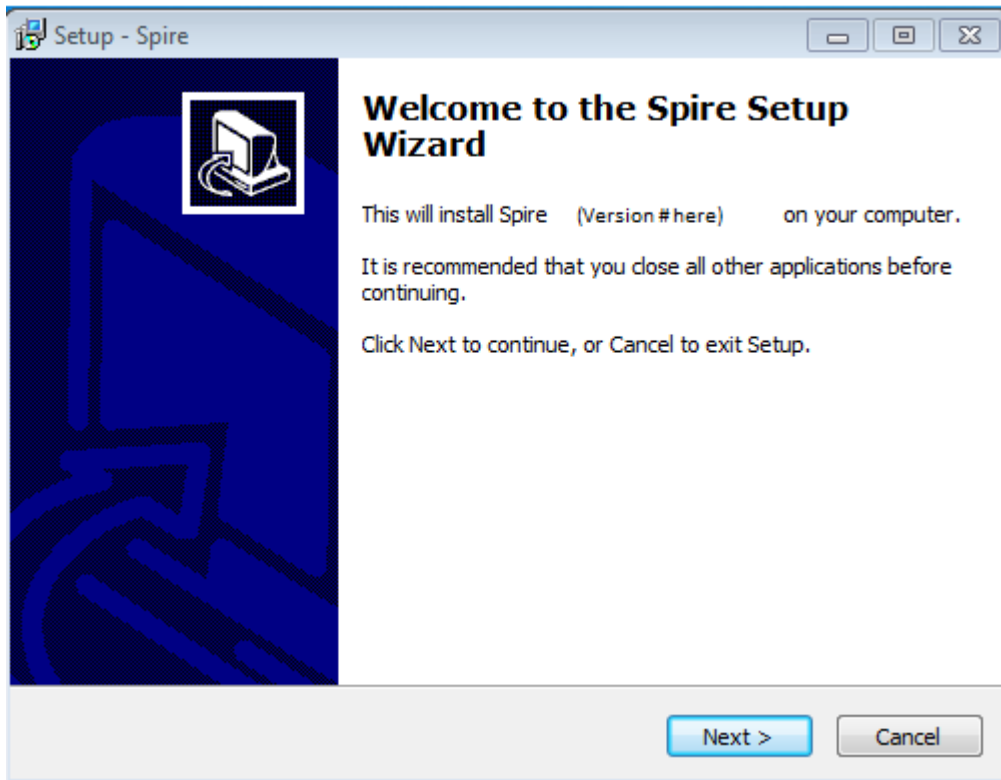 Setup - Spire
Welcome to the Spire Setup
Wizard
This will install Spire (Version # here) on your computer.
It is recommended that you close all other applications before
continuing.
Click Next to continue, or Cancel to exit Setup.
Next >
Cancel